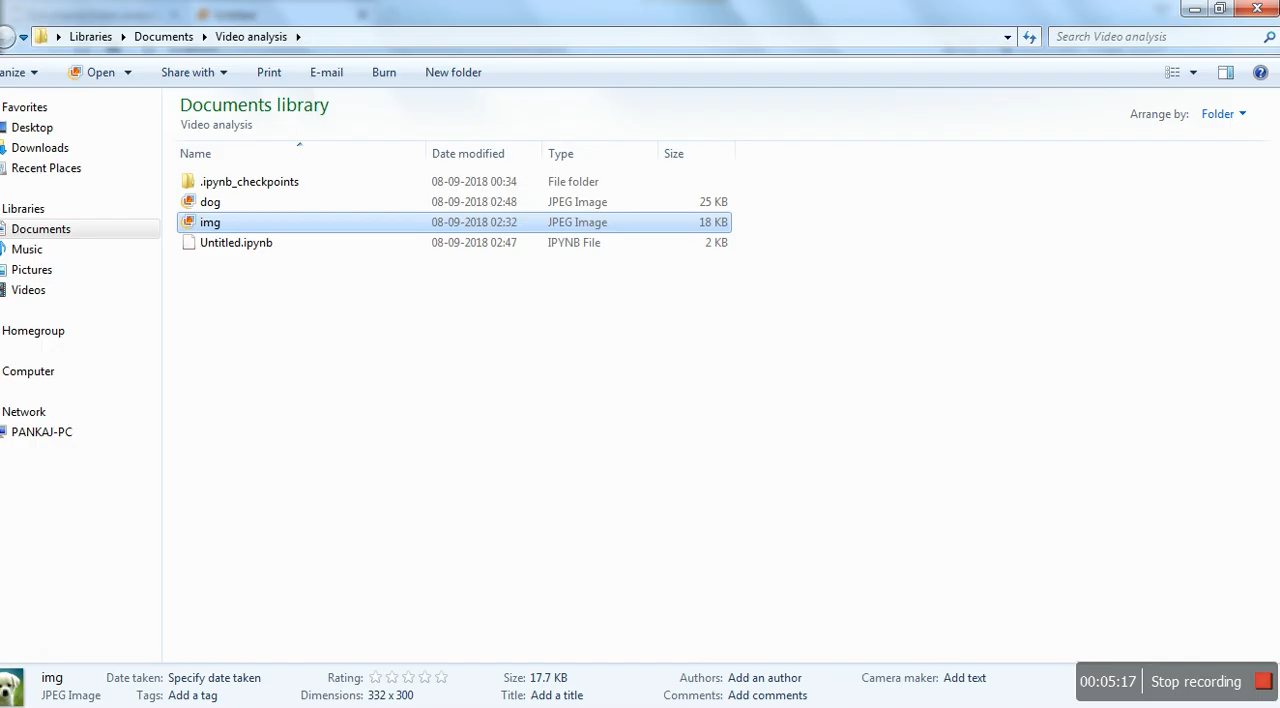 Libraries Documents Video analysis Search Video analysis
anize Open Share with Print E-mail Burn New folder
Favorites
Desktop
Downloads
Recent Places
Libraries
Documents
Music
Pictures
Videos
Homegroup
Computer
Network
PANKAJ-PC
Documents library
Video analysis
Arrange by: Folder
Name Date modified Type Size
.ipynb_checkpoints 08-09-2018 00:34 File folder
dog 08-09-2018 02:48 JPEG Image 25 KB
img 08-09-2018 02:32 JPEG Image 18 KB
Untitled.ipynb 08-09-2018 02:47 IPYNB File 2 KB
img Date taken: Specify date taken Rating: Size: 17.7 KB Authors: Add an author Camera maker: Add text
JPEG Image Tags: Add a tag Dimensions: 332 x 300 Title: Add a title Comments: Add comments
00:05:17 Stop recording